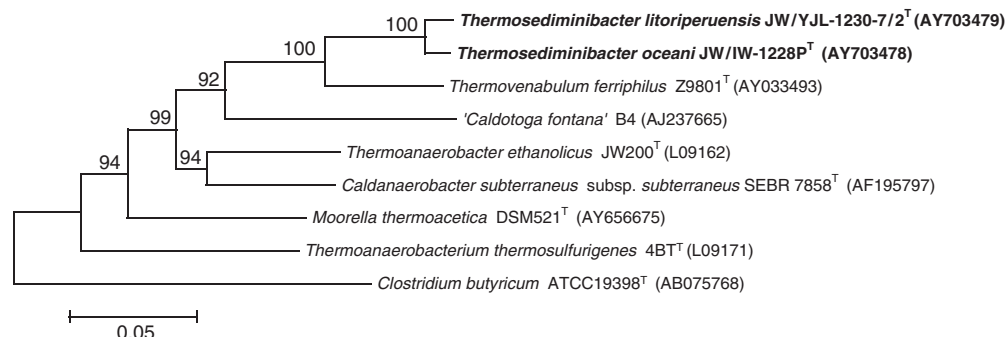 100 Thermosediminibacter litoriperuensis JW/YJL-1230-7/2ᵀ (AY703479)
100 Thermosediminibacter oceani JW/IW-1228Pᵀ (AY703478)
92 Thermovenabulum ferriphilus Z9801ᵀ (AY033493)
99 'Caldotoga fontana' B4 (AJ237665)
94 94 Thermoanaerobacter ethanolicus JW200ᵀ (L09162)
Caldanaerobacter subterraneus subsp. subterraneus SEBR 7858ᵀ (AF195797)
Moorella thermoacetica DSM521ᵀ (AY656675)
Thermoanaerobacterium thermosulfurigenes 4BTᵀ (L09171)
Clostridium butyricum ATCC19398ᵀ (AB075768)
0.05